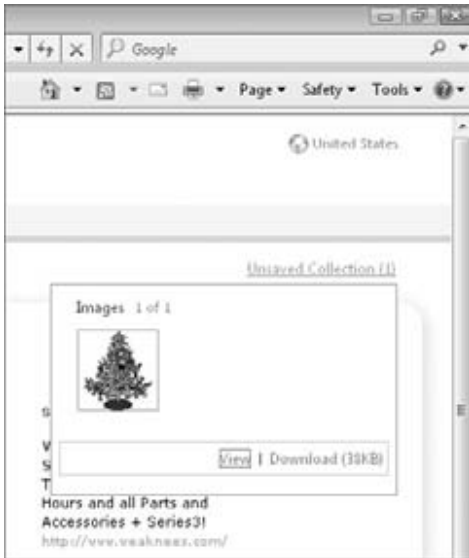 Google
Page Safety Tools
United States
Unsaved Collection (1)
Images 1 of 1
S
V
S
View | Download (38KB)
T
Hours and all Parts and
Accessories + Series3!
http://www.weaknees.com/